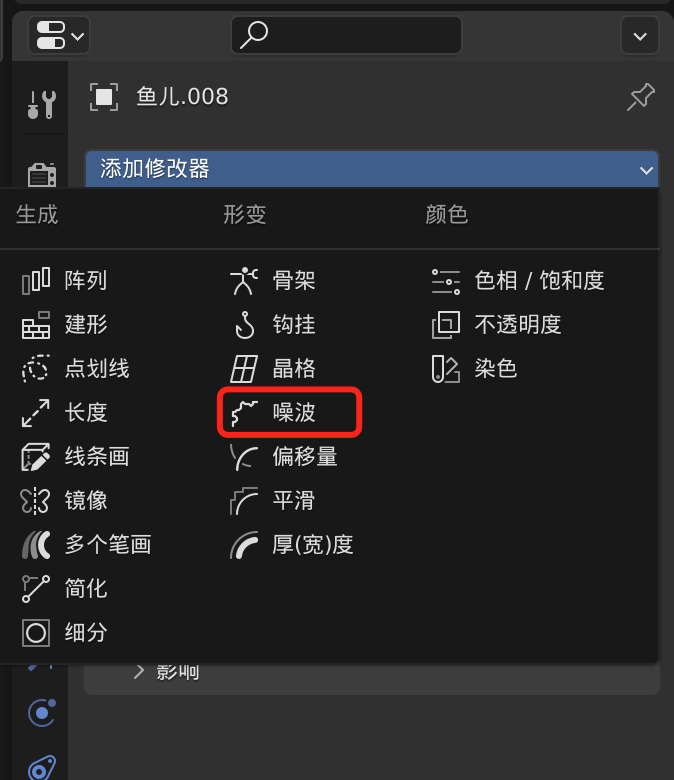 鱼儿.008
添加修改器
生成 形变 颜色
阵列 骨架 色相 / 饱和度
建形 钩挂 不透明度
点划线 晶格 染色
长度 噪波
线条画 偏移量
镜像 平滑
多个笔画 厚(宽)度
简化
细分
影响